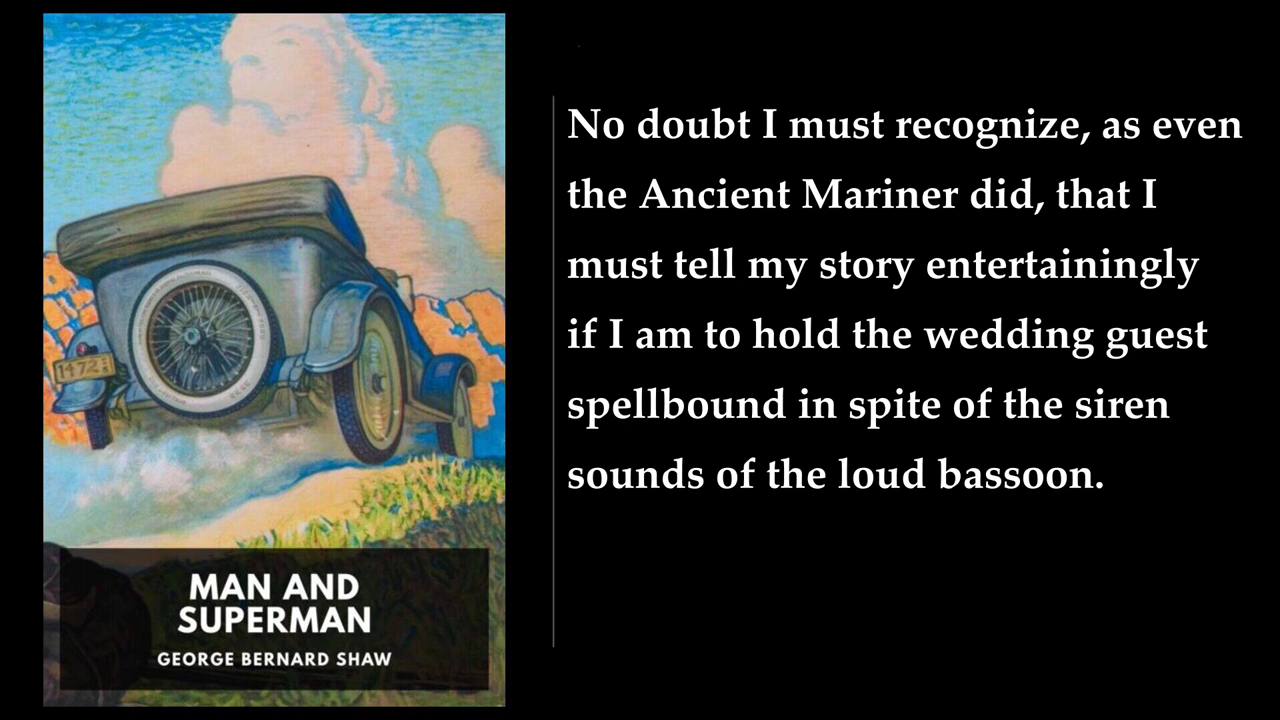 No doubt I must recognize, as even
the Ancient Mariner did, that I
must tell my story entertainingly
if I am to hold the wedding guest
spellbound in spite of the siren
sounds of the loud bassoon.
1472
MAN AND
SUPERMAN
GEORGE BERNARD SHAW